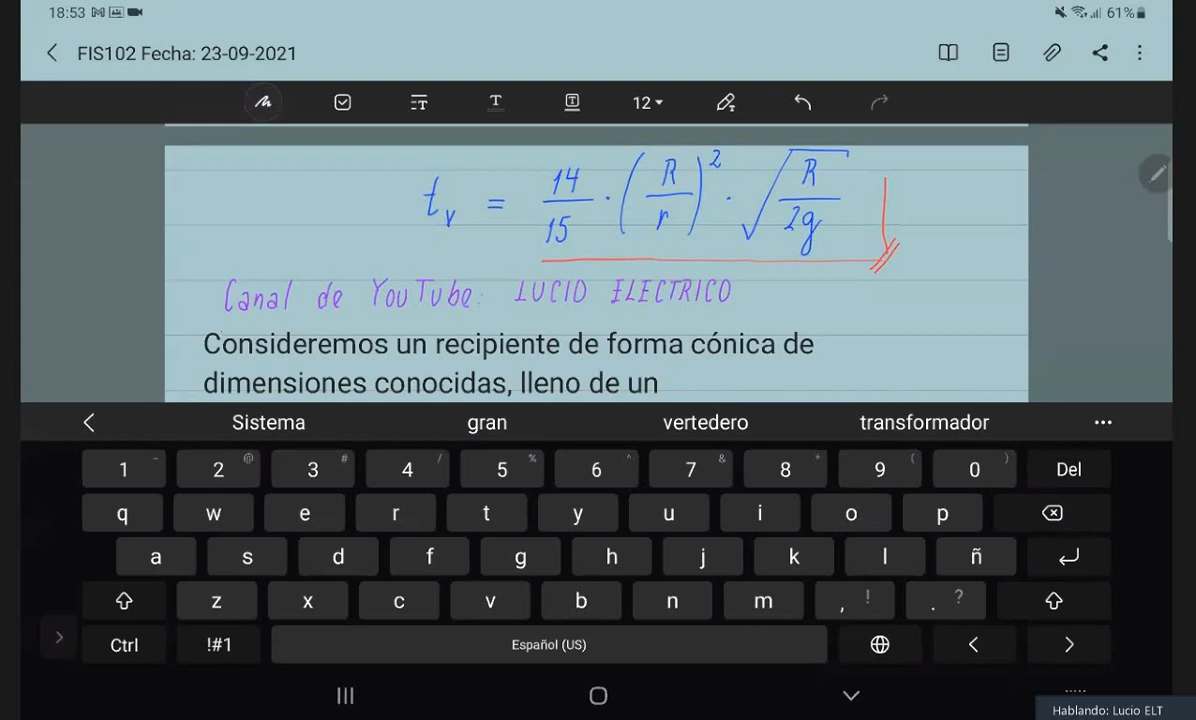 18:53 61%
FIS102 Fecha: 23-09-2021
T T T 12
t_v = 14/15 · (R/r)^2 · √(R/2g)
Canal de YouTube: LUCIO ELECTRICO
Consideremos un recipiente de forma cónica de
dimensiones conocidas, lleno de un
Sistema gran vertedero transformador ...
1 - 2 @ 3 # 4 / 5 % 6 ^ 7 & 8 * 9 ( 0 ) Del
q w e r t y u i o p
a s d f g h j k l ñ
z x c v b n m , ! . ?
Ctrl !#1 Español (US) < >
Hablando: Lucio ELT